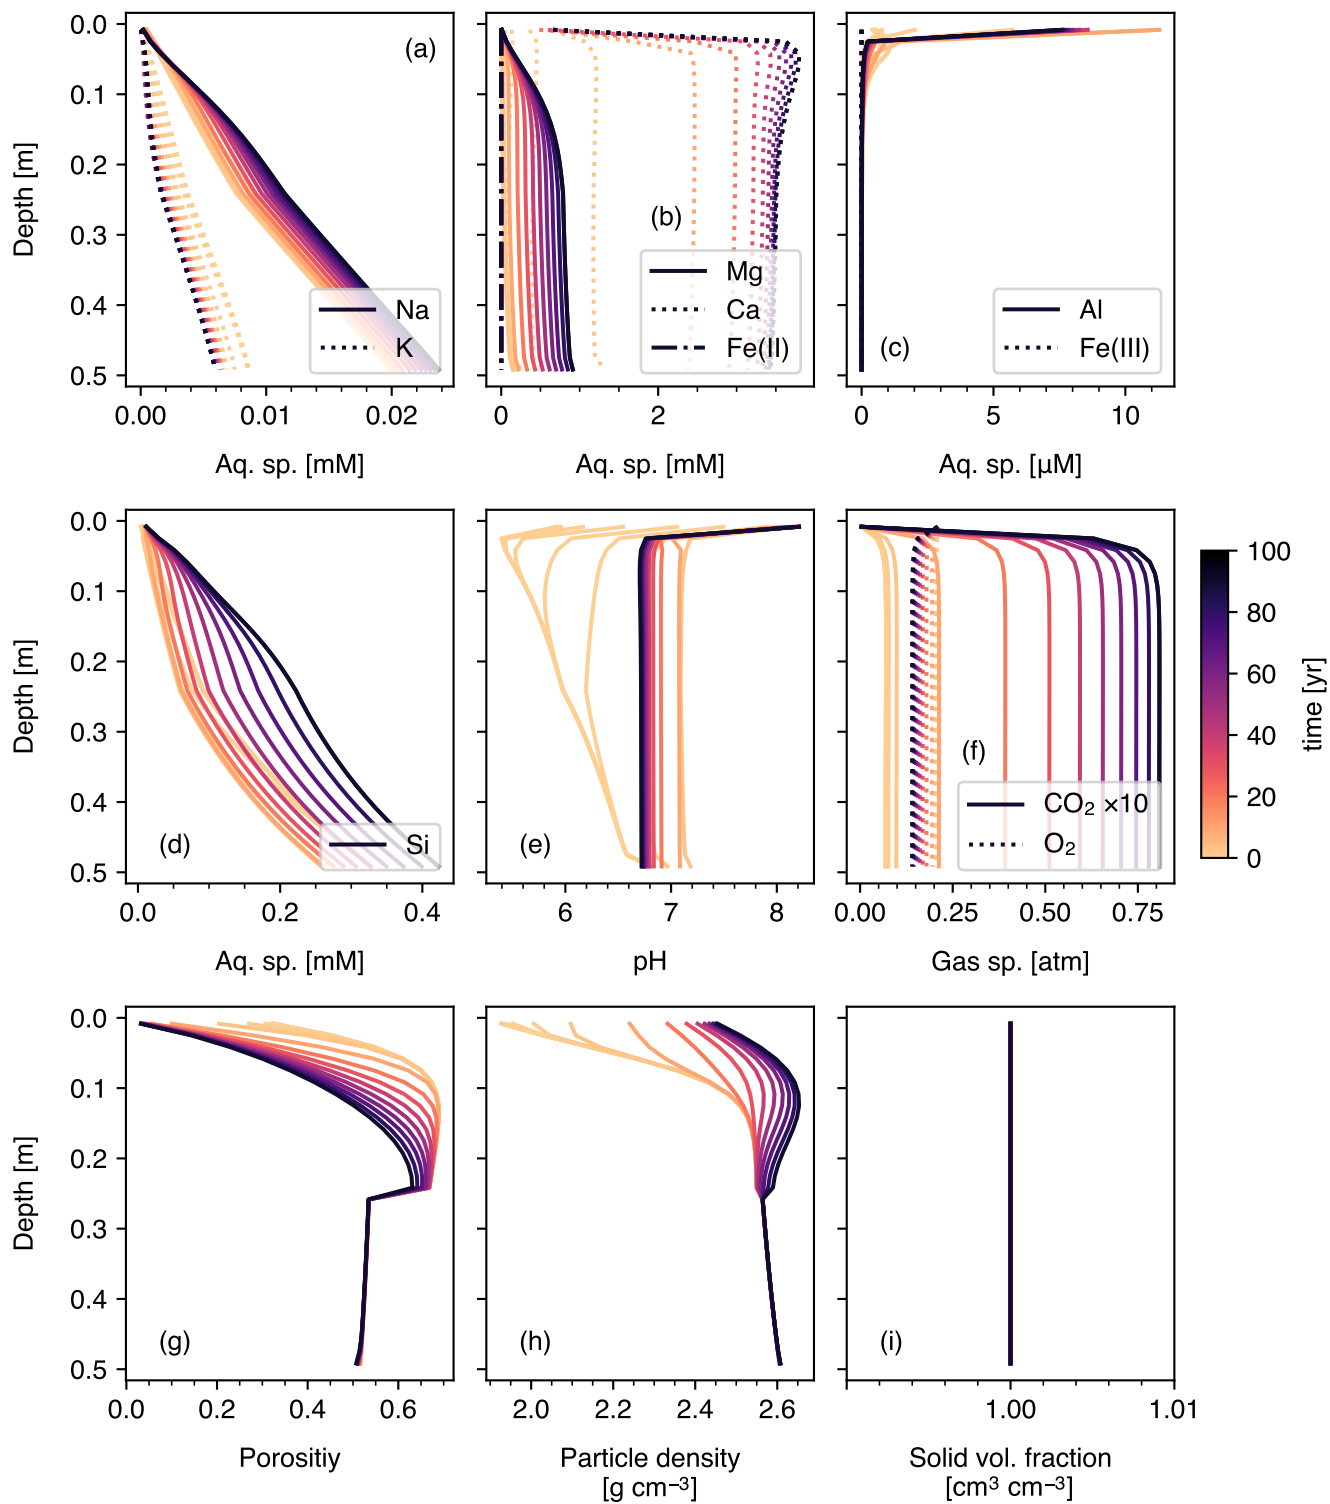 0.0
0.1
0.2
0.3
0.4
0.5
Depth [m]
(a)
Na
K
0.00
0.01
0.02
Aq. sp. [mM]
(b)
Mg
Ca
Fe(II)
0
2
Aq. sp. [mM]
(c)
Al
Fe(III)
0
5
10
Aq. sp. [μM]
0.0
0.1
0.2
0.3
0.4
0.5
Depth [m]
(d)
Si
0.0
0.2
0.4
Aq. sp. [mM]
(e)
6
7
8
pH
(f)
CO₂ ×10
O₂
0.00
0.25
0.50
0.75
Gas sp. [atm]
100
80
60
40
20
0
time [yr]
0.0
0.1
0.2
0.3
0.4
0.5
Depth [m]
(g)
0.0
0.2
0.4
0.6
Porositiy
(h)
2.0
2.2
2.4
2.6
Particle density
[g cm⁻³]
(i)
1.00
1.01
Solid vol. fraction
[cm³ cm⁻³]